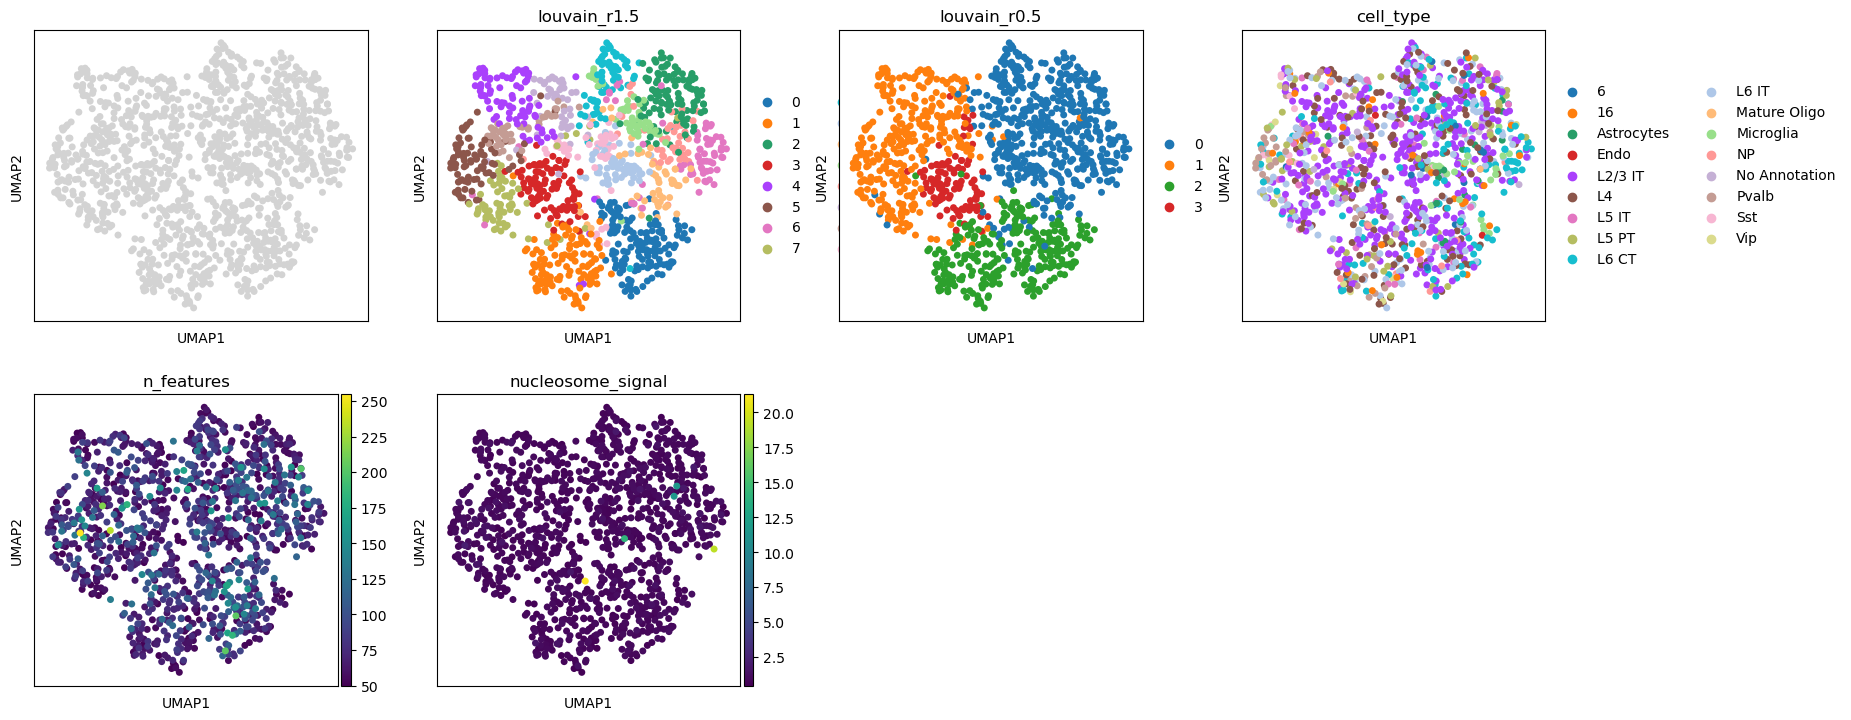 louvain_r1.5
louvain_r0.5
cell_type
UMAP2
UMAP1
UMAP2
UMAP1
0
1
2
3
4
5
6
7
UMAP2
UMAP1
0
1
2
3
UMAP2
UMAP1
6
16
Astrocytes
Endo
L2/3 IT
L4
L5 IT
L5 PT
L6 CT
L6 IT
Mature Oligo
Microglia
NP
No Annotation
Pvalb
Sst
Vip
n_features
nucleosome_signal
UMAP2
UMAP1
250
225
200
175
150
125
100
75
50
UMAP2
UMAP1
20.0
17.5
15.0
12.5
10.0
7.5
5.0
2.5